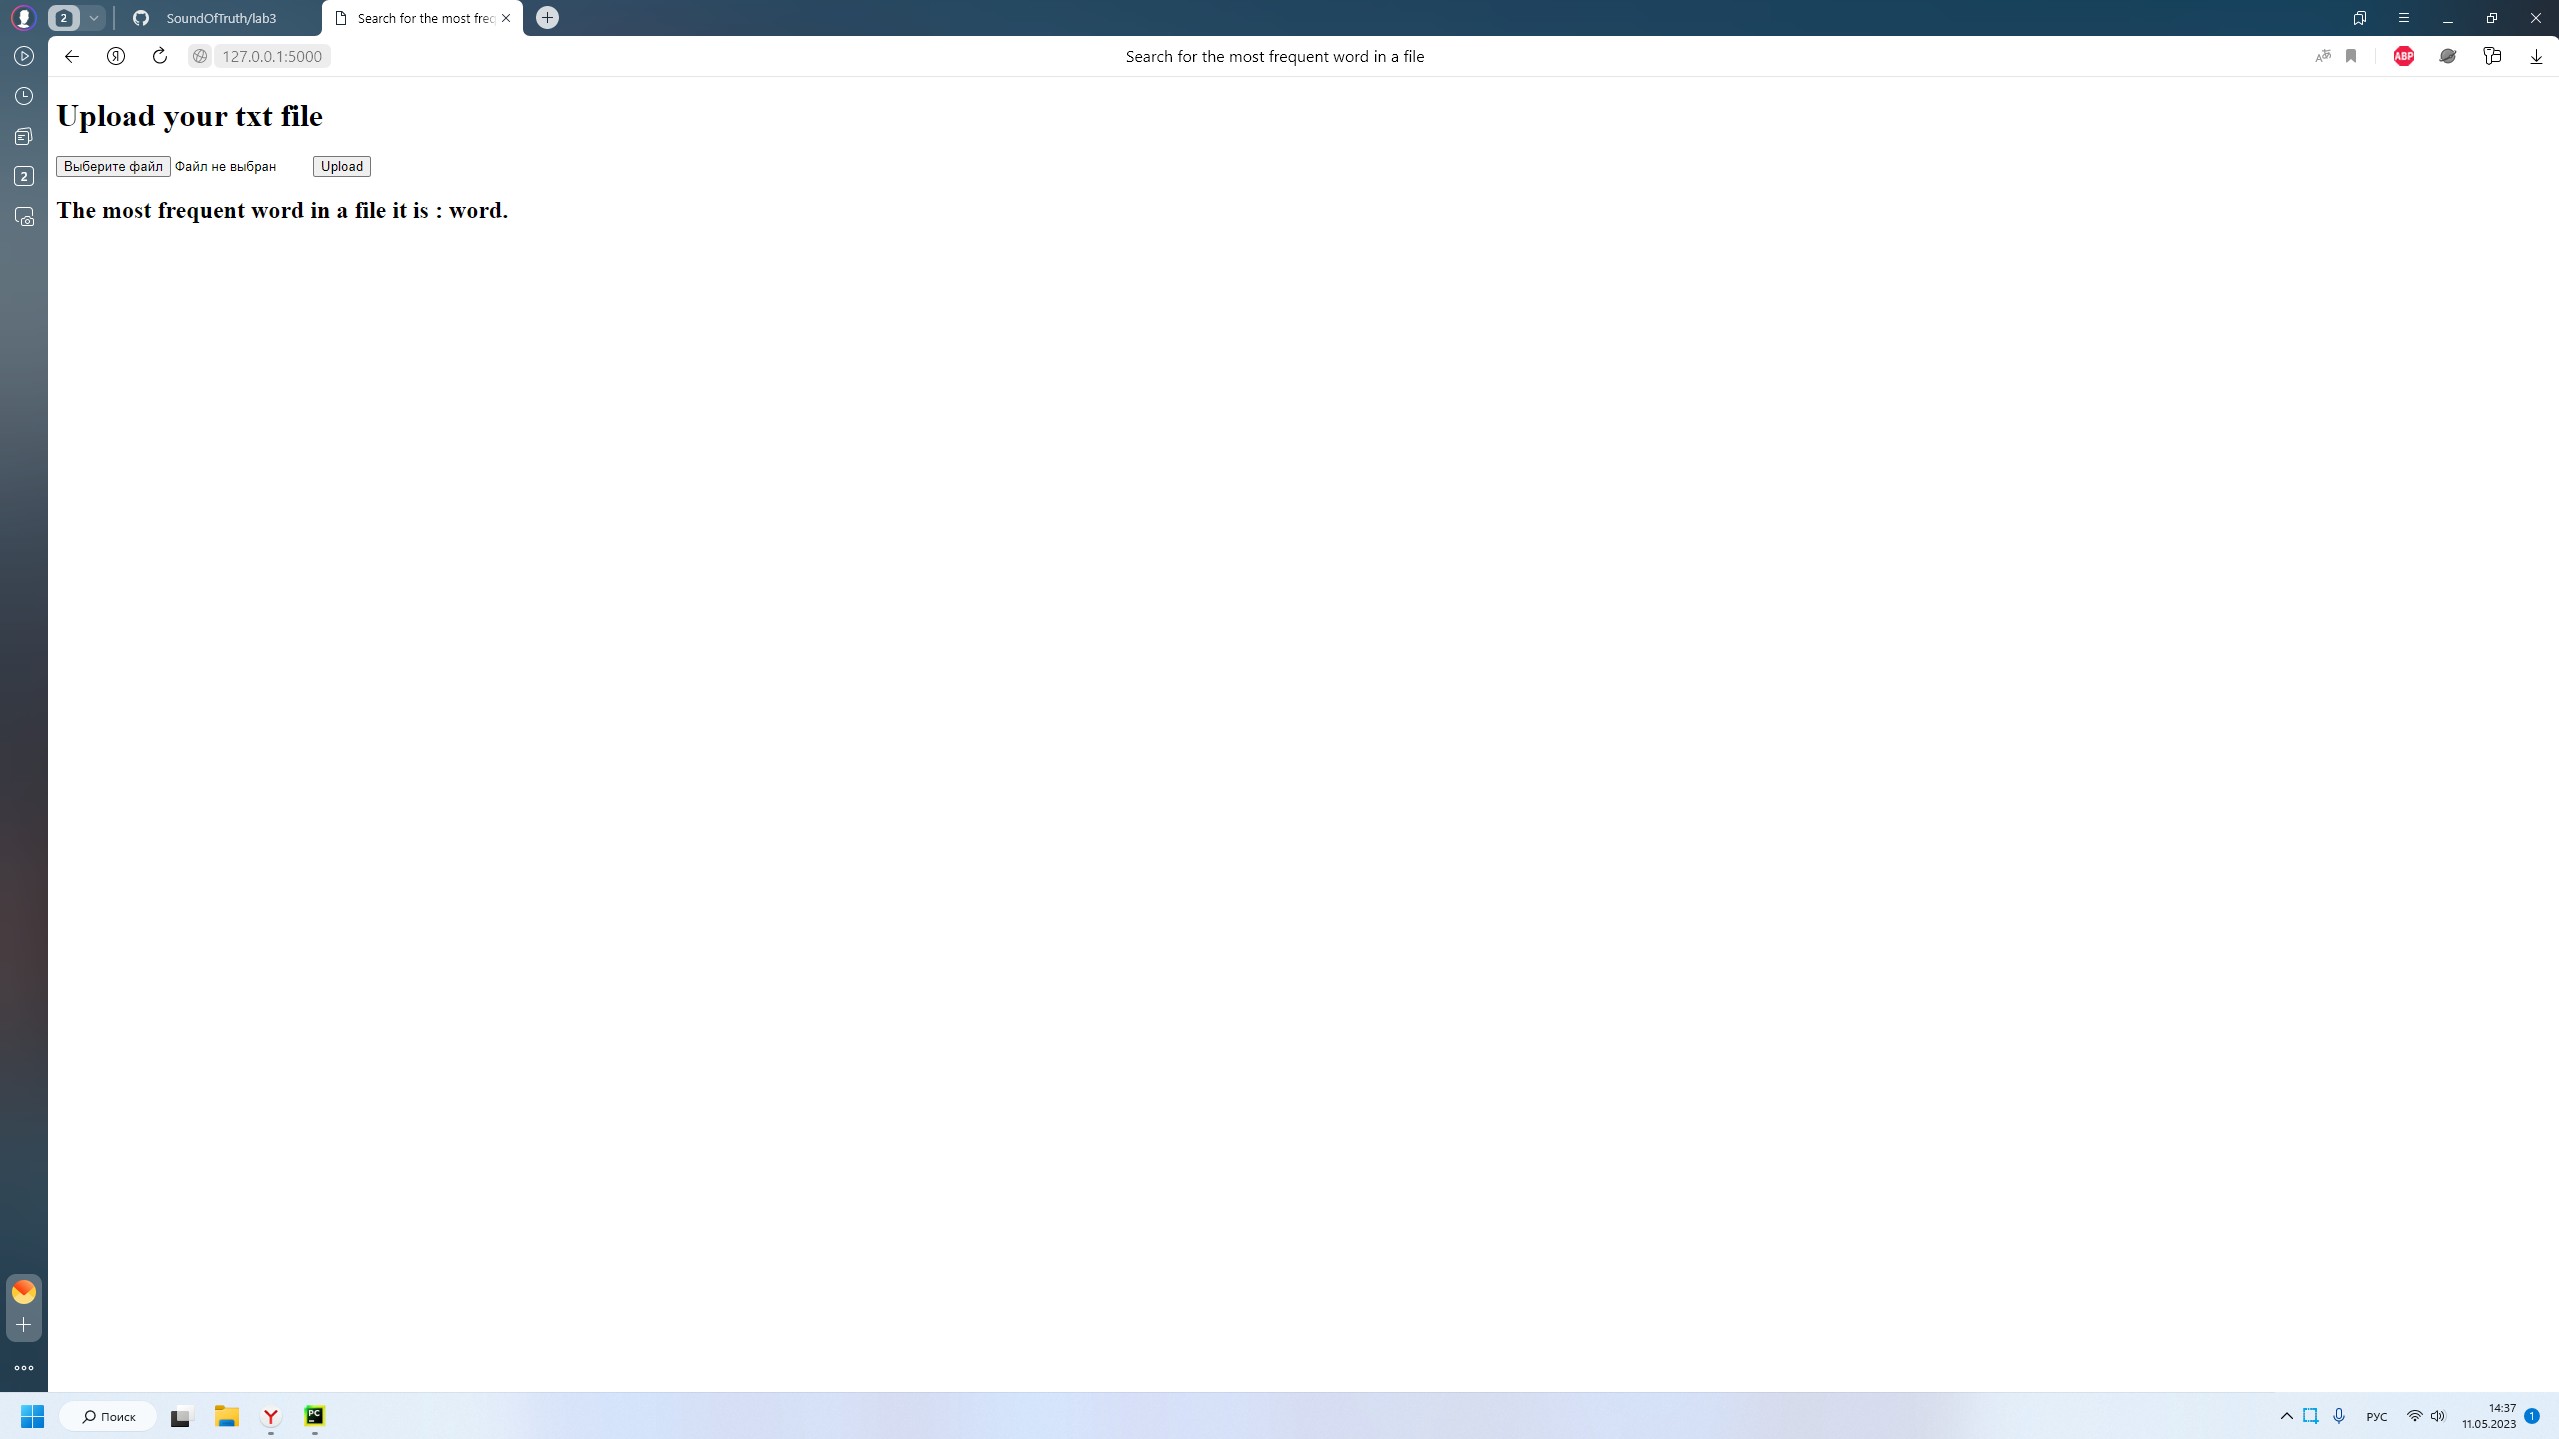 2
SoundOfTruth/lab3
Search for the most freq
127.0.0.1:5000
Search for the most frequent word in a file
ABP
2
Upload your txt file
Выберите файл Файл не выбран Upload
The most frequent word in a file it is : word.
Поиск
РУС
14:37
11.05.2023
1